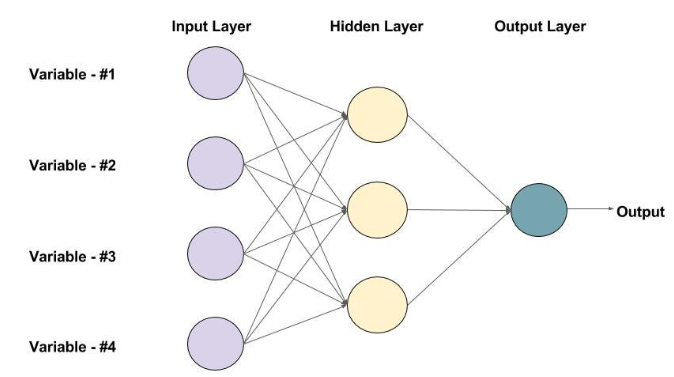 Input Layer
Hidden Layer
Output Layer
Variable - #1
Variable - #2
Variable - #3
Variable - #4
Output